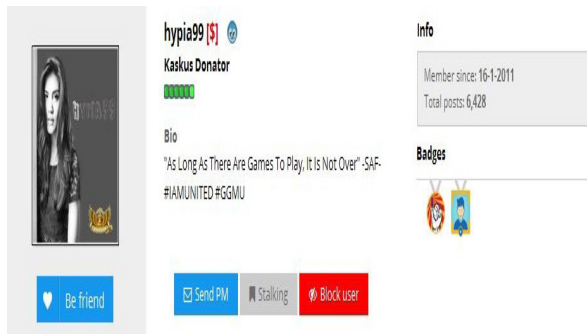 hypia99 [$]
Kaskus Donator
Bio
"As Long As There Are Games To Play, It Is Not Over" -SAF-
#IAMUNITED #GGMU
Be friend
Send PM
Stalking
Block user
Info
Member since: 16-1-2011
Total posts: 6,428
Badges